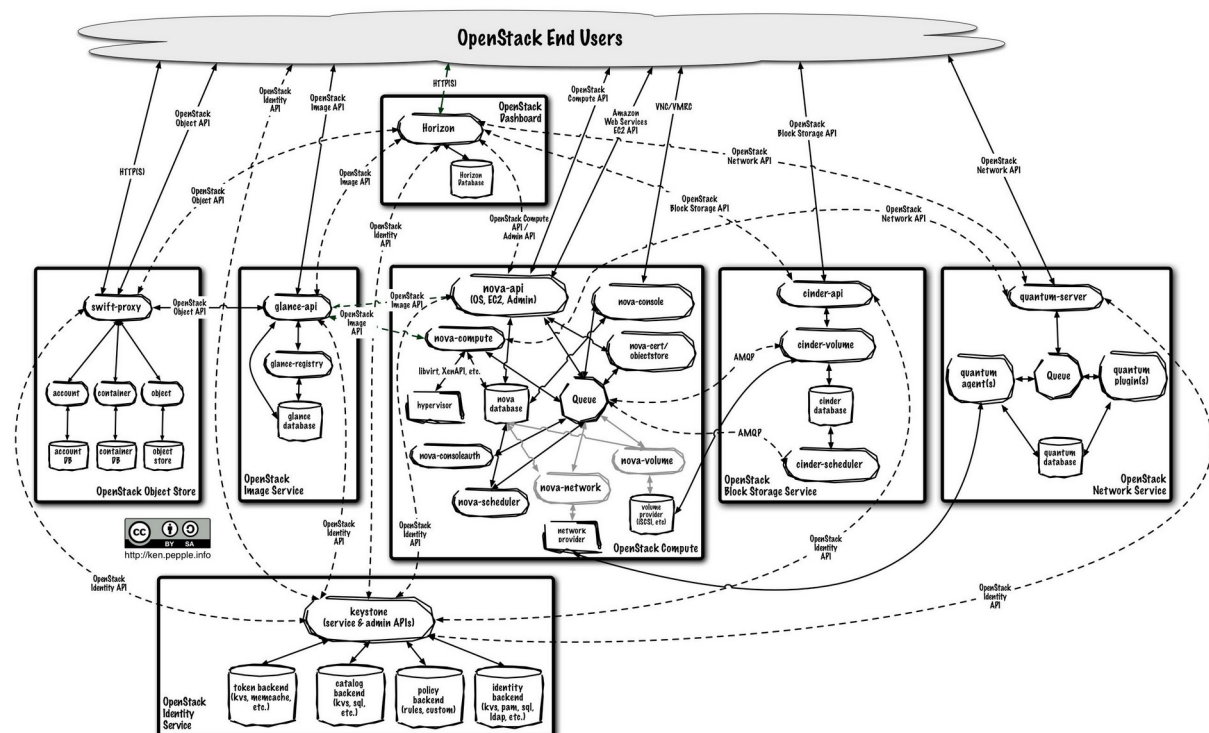 OpenStack End Users
HTTP(S)
OpenStack
Object API
OpenStack
Identity
API
OpenStack
Image API
HTTP(S)
OpenStack
Dashboard
Horizon
Horizon
Database
OpenStack
Compute API
Amazon
Web Services
EC2 API
VNC/VMRC
OpenStack
Block Storage API
OpenStack
Network API
OpenStack
Network API
OpenStack
Object API
OpenStack
Image API
OpenStack
Identity
API
OpenStack Compute
API /
Admin API
OpenStack
Block Storage API
OpenStack
Network API
swift-proxy
account
container
object
account
DB
container
DB
object
store
OpenStack Object Store
OpenStack
Object API
glance-api
glance-registry
glance
database
OpenStack
Image Service
OpenStack
Image API
OpenStack
Image
API
nova-api
(OS, EC2, Admin)
nova-console
nova-compute
nova-cert/
objectstore
libvirt, XenAPI, etc.
hypervisor
nova
database
Queue
nova-consoleauth
nova-volume
nova-network
nova-scheduler
volume
provider
(iSCSI, etc)
network
provider
OpenStack Compute
AMQP
AMQP
cinder-api
cinder-volume
cinder
database
cinder-scheduler
OpenStack
Block Storage Service
quantum-server
quantum
agent(s)
Queue
quantum
plugin(s)
quantum
database
OpenStack
Network Service
cc
BY SA
http://ken.pepple.info
OpenStack
Identity API
OpenStack
Identity
API
OpenStack
Identity
API
OpenStack
Identity
API
OpenStack
Identity
API
keystone
(service & admin APIs)
token backend
(kvs, memcache,
etc.)
catalog
backend
(kvs, sql,
etc.)
policy
backend
(rules, custom)
identity
backend
(kvs, pam, sql,
ldap, etc.)
OpenStack
Identity
Service